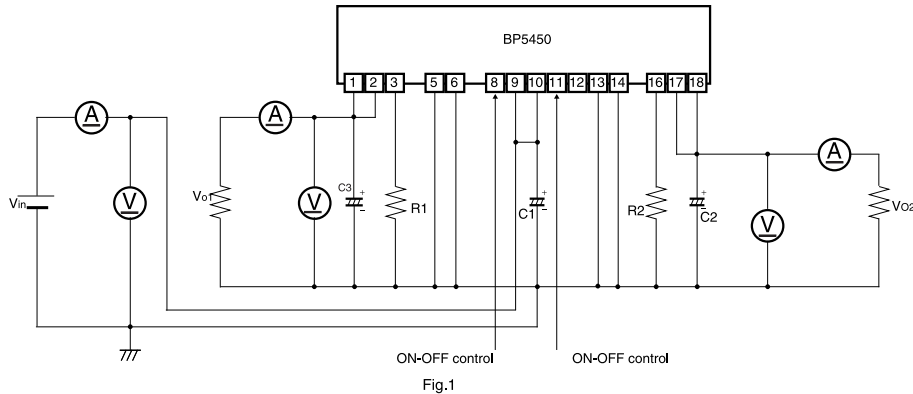 BP5450
1 2 3 5 6 8 9 10 11 12 13 14 16 17 18
A A A
Vin V Vo1 V C3 + − R1 C1 + − R2 C2 + − V VO2
ON-OFF control ON-OFF control
Fig.1